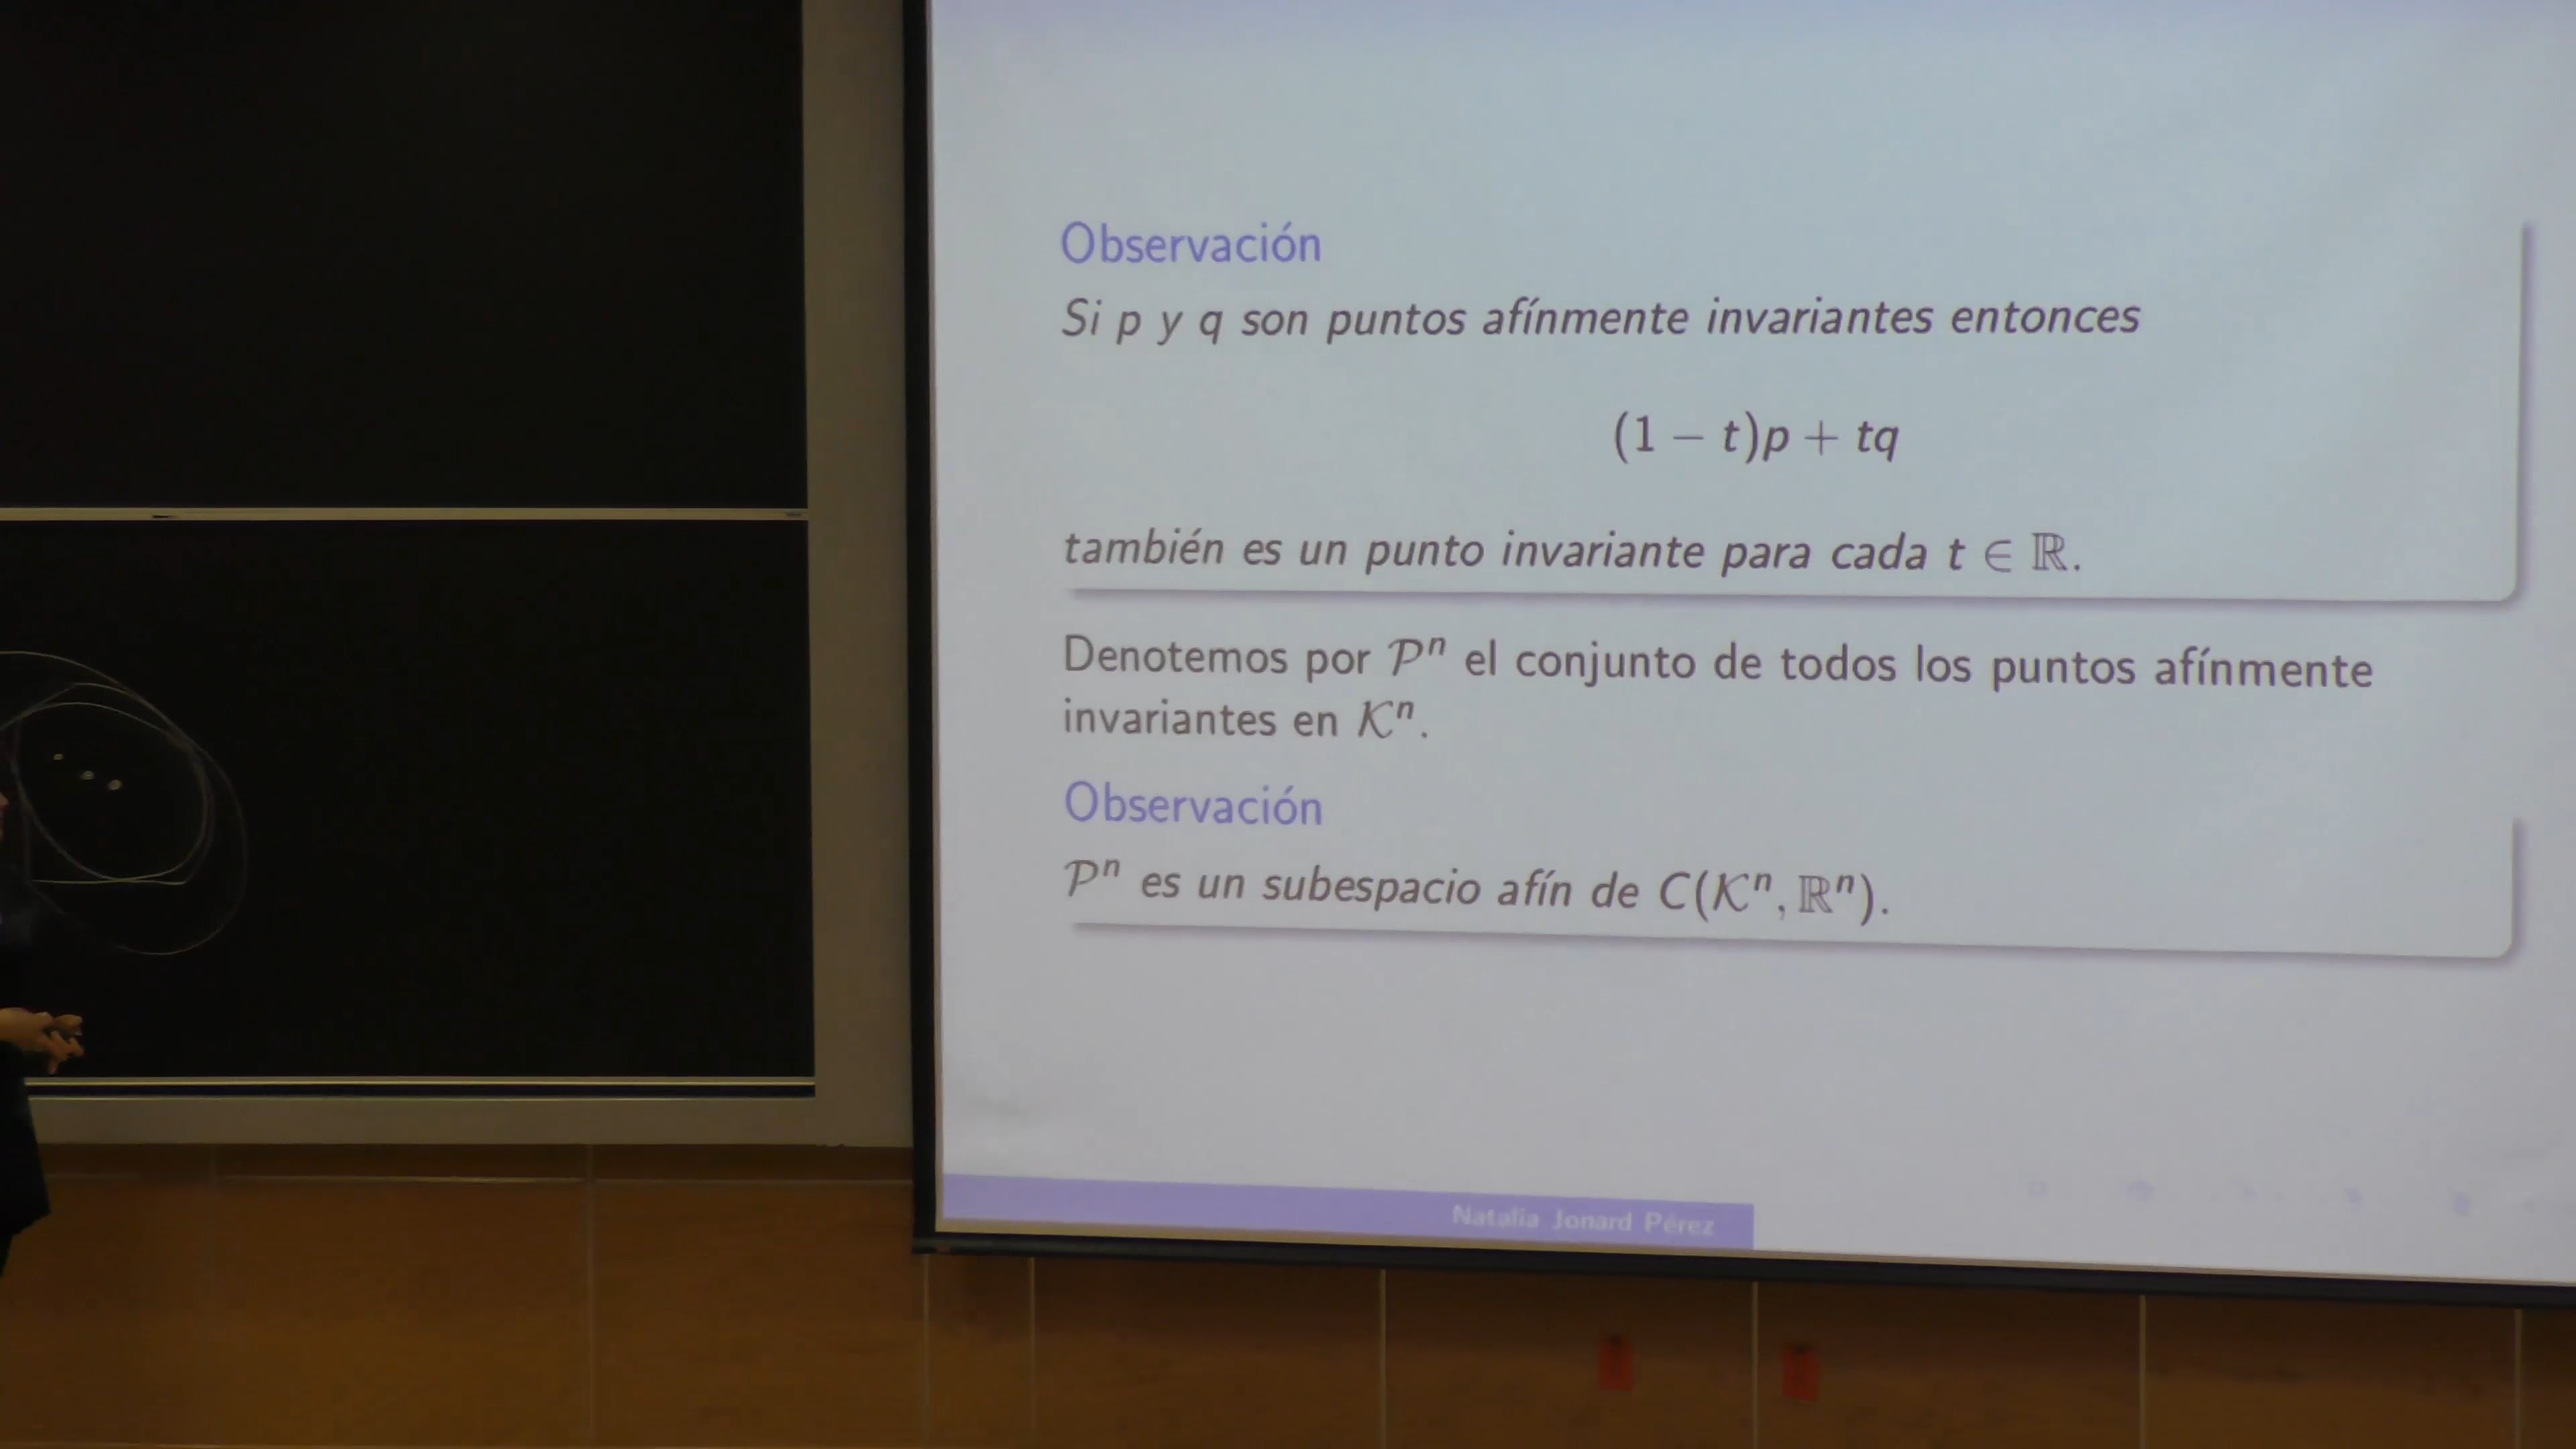 Observación
Si p y q son puntos afínmente invariantes entonces
(1 − t)p + tq
también es un punto invariante para cada t ∈ ℝ.
Denotemos por 𝒫ⁿ el conjunto de todos los puntos afínmente
invariantes en 𝒦ⁿ.
Observación
𝒫ⁿ es un subespacio afín de C(𝒦ⁿ, ℝⁿ).
Natalia Jonard Pérez